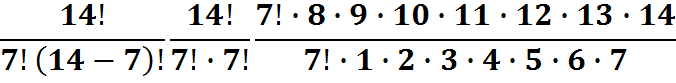 14! 14! 7! · 8 · 9 · 10 · 11 · 12 · 13 · 14
7! (14 − 7)! 7! · 7! 7! · 1 · 2 · 3 · 4 · 5 · 6 · 7